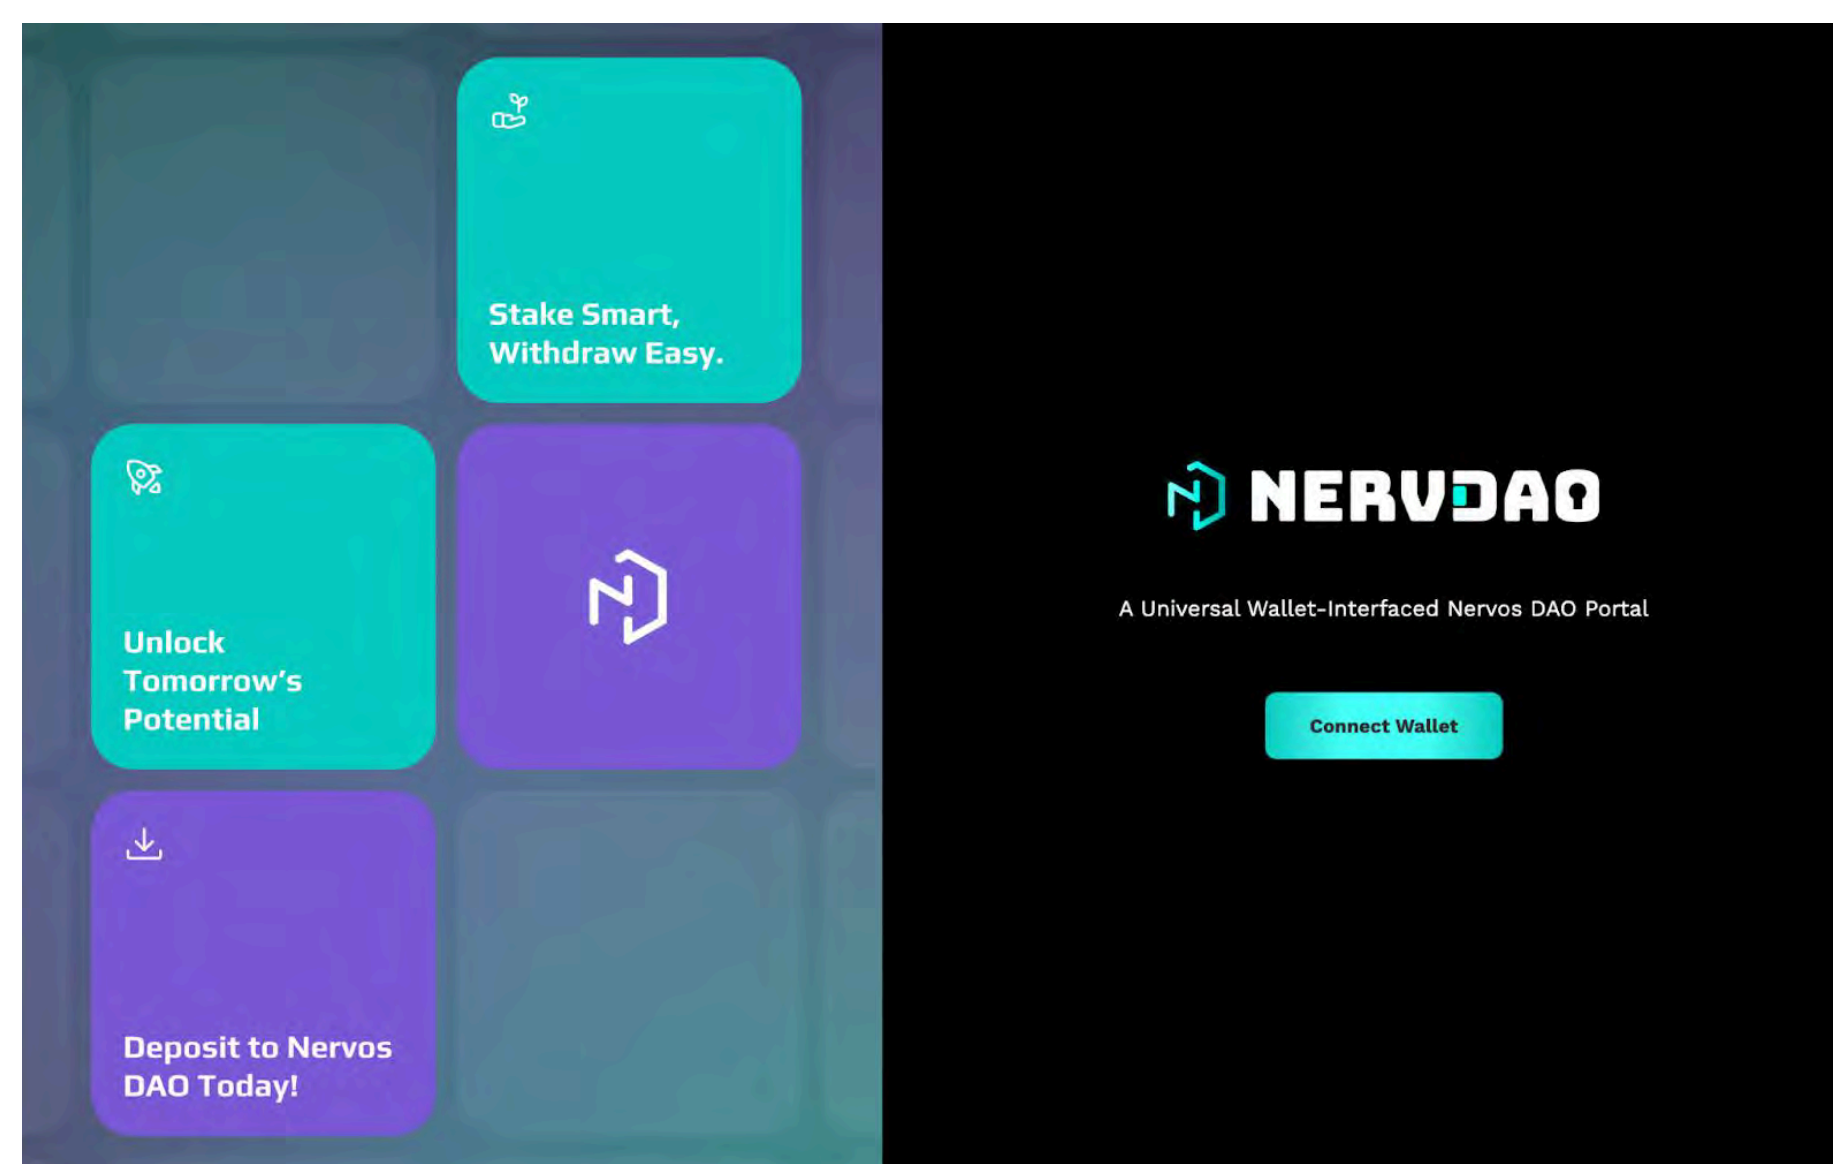 Stake Smart,
Withdraw Easy.
Unlock
Tomorrow’s
Potential
Deposit to Nervos
DAO Today!
NERVDAO
A Universal Wallet-Interfaced Nervos DAO Portal
Connect Wallet